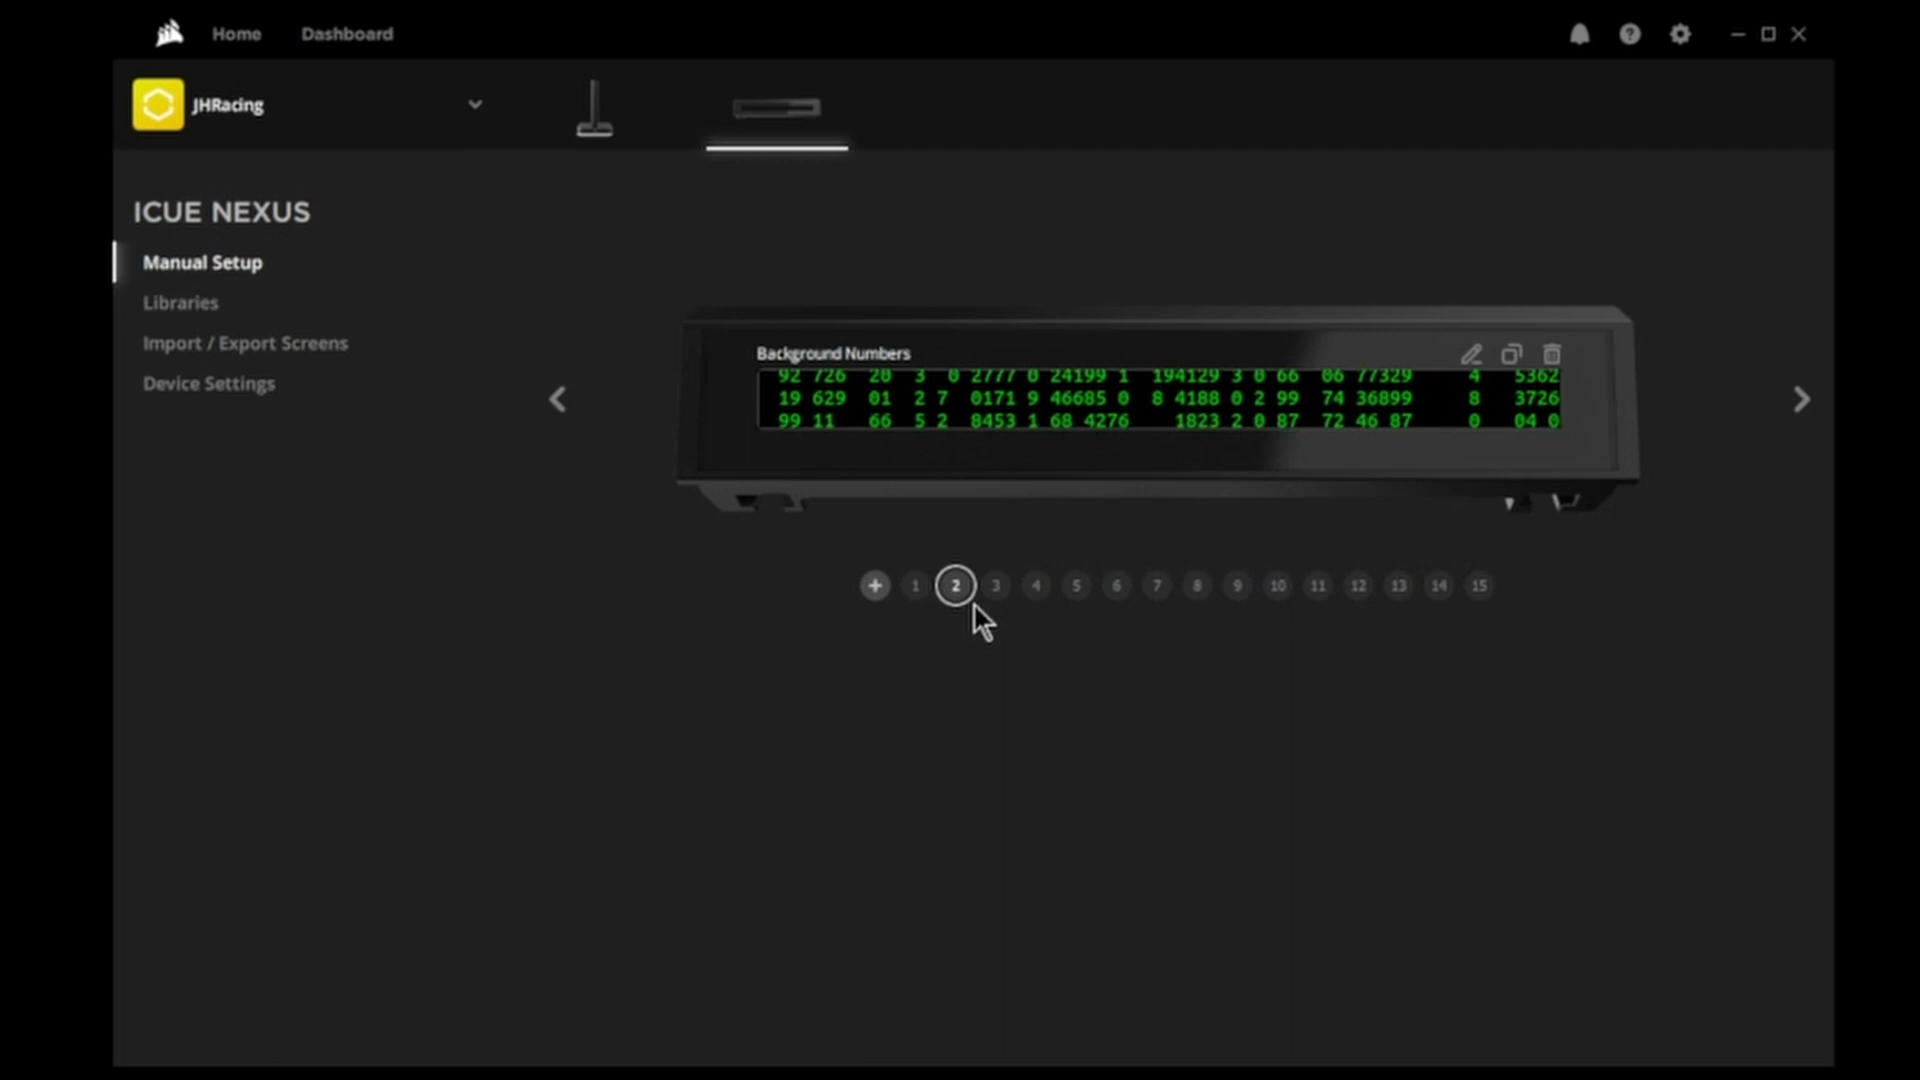 Home Dashboard
JHRacing
ICUE NEXUS
Manual Setup
Libraries
Import / Export Screens
Device Settings
Background Numbers
92 726 20 3 0 2777 0 24199 1 194129 3 0 66 06 77329 4 5362
19 629 01 2 7 0171 9 46685 0 8 4188 0 2 99 74 36899 8 3726
99 11 66 5 2 8453 1 68 4276 1823 2 0 87 72 46 87 0 04 0
+ 1 2 3 4 5 6 7 8 9 10 11 12 13 14 15